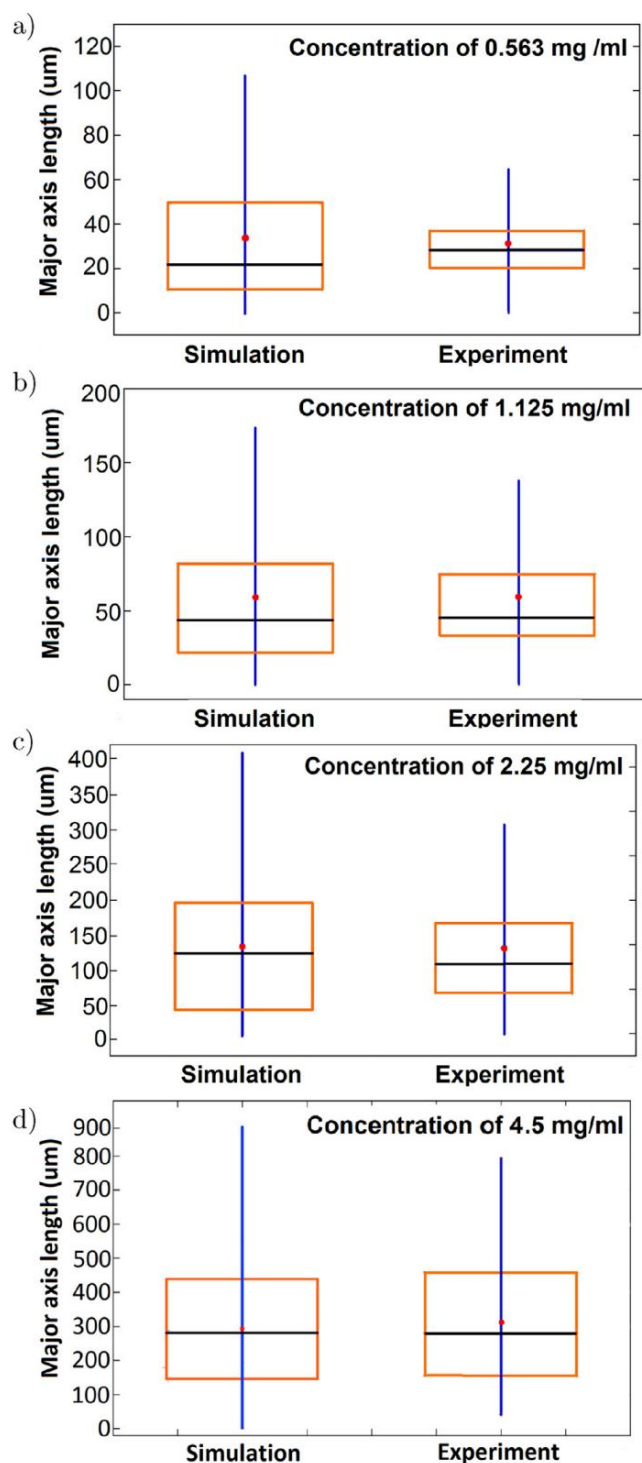 a)
Concentration of 0.563 mg /ml
Major axis length (um)
120
100
80
60
40
20
0
Simulation Experiment
b)
Concentration of 1.125 mg/ml
Major axis length (um)
200
150
100
50
0
Simulation Experiment
c)
Concentration of 2.25 mg/ml
Major axis length (um)
400
350
300
250
200
150
100
50
0
Simulation Experiment
d)
Concentration of 4.5 mg/ml
Major axis length (um)
900
800
700
600
500
400
300
200
100
0
Simulation Experiment